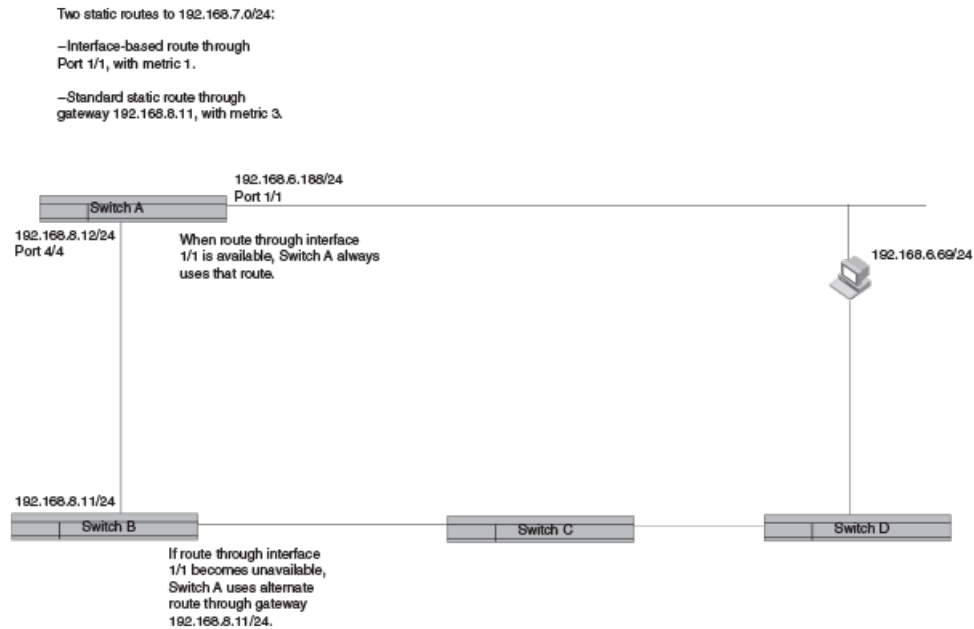 Two static routes to 192.168.7.0/24:
–Interface-based route through
Port 1/1, with metric 1.
–Standard static route through
gateway 192.168.8.11, with metric 3.
192.168.6.188/24
Port 1/1
Switch A
192.168.8.12/24
Port 4/4
When route through interface
1/1 is available, Switch A always
uses that route.
192.168.6.69/24
192.168.8.11/24
Switch B
Switch C
Switch D
If route through interface
1/1 becomes unavailable,
Switch A uses alternate
route through gateway
192.168.8.11/24.